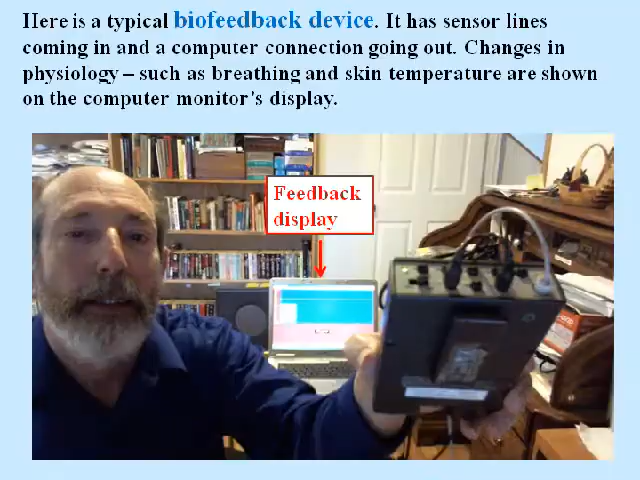 Here is a typical biofeedback device. It has sensor lines
coming in and a computer connection going out. Changes in
physiology – such as breathing and skin temperature are shown
on the computer monitor's display.
Feedback
display